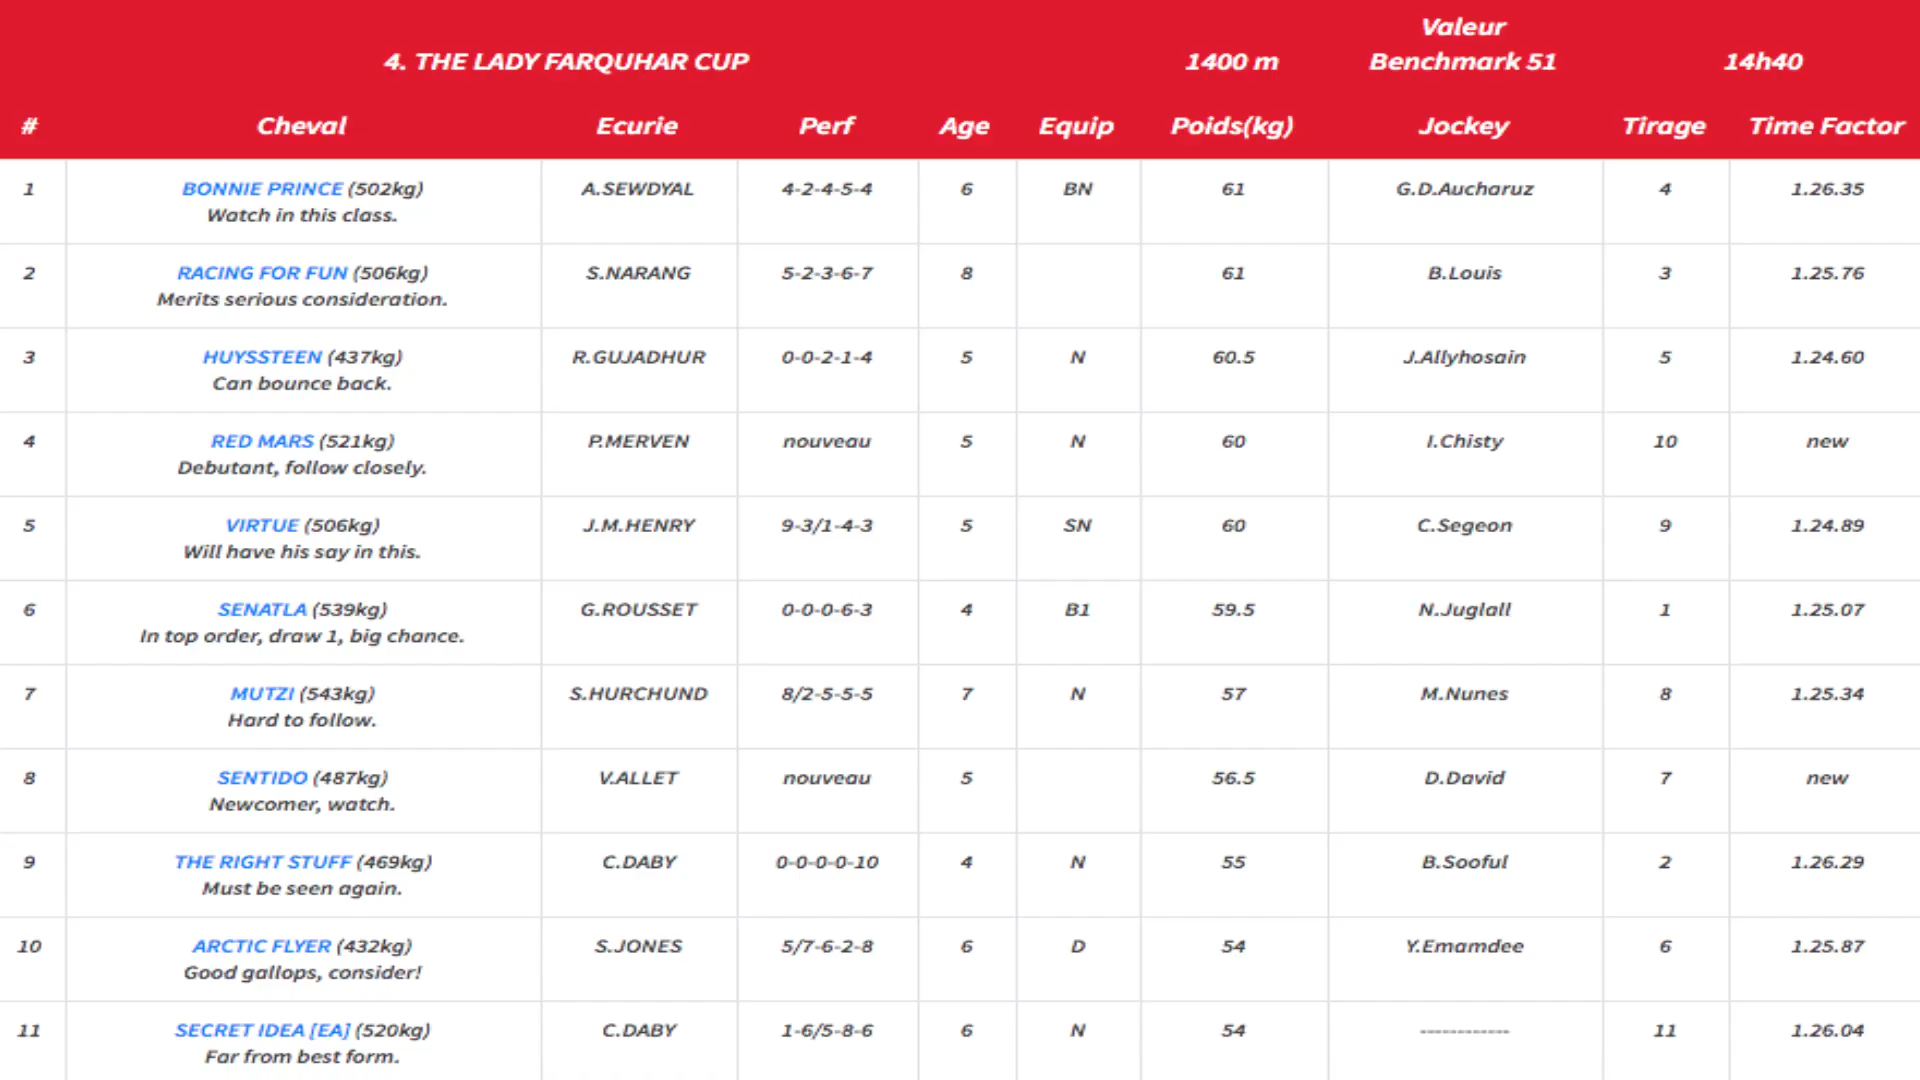 Valeur
4. THE LADY FARQUHAR CUP 1400 m Benchmark 51 14h40
# Cheval Ecurie Perf Age Equip Poids(kg) Jockey Tirage Time Factor
1 BONNIE PRINCE (502kg) A.SEWDYAL 4-2-4-5-4 6 BN 61 G.D.Aucharuz 4 1.26.35
Watch in this class.
2 RACING FOR FUN (506kg) S.NARANG 5-2-3-6-7 8 61 B.Louis 3 1.25.76
Merits serious consideration.
3 HUYSSTEEN (437kg) R.GUJADHUR 0-0-2-1-4 5 N 60.5 J.Allyhosain 5 1.24.60
Can bounce back.
4 RED MARS (521kg) P.MERVEN nouveau 5 N 60 I.Chisty 10 new
Debutant, follow closely.
5 VIRTUE (506kg) J.M.HENRY 9-3/1-4-3 5 SN 60 C.Segeon 9 1.24.89
Will have his say in this.
6 SENATLA (539kg) G.ROUSSET 0-0-0-6-3 4 B1 59.5 N.Juglall 1 1.25.07
In top order, draw 1, big chance.
7 MUTZI (543kg) S.HURCHUND 8/2-5-5-5 7 N 57 M.Nunes 8 1.25.34
Hard to follow.
8 SENTIDO (487kg) V.ALLET nouveau 5 56.5 D.David 7 new
Newcomer, watch.
9 THE RIGHT STUFF (469kg) C.DABY 0-0-0-0-10 4 N 55 B.Sooful 2 1.26.29
Must be seen again.
10 ARCTIC FLYER (432kg) S.JONES 5/7-6-2-8 6 D 54 Y.Emamdee 6 1.25.87
Good gallops, consider!
11 SECRET IDEA [EA] (520kg) C.DABY 1-6/5-8-6 6 N 54 ------------ 11 1.26.04
Far from best form.